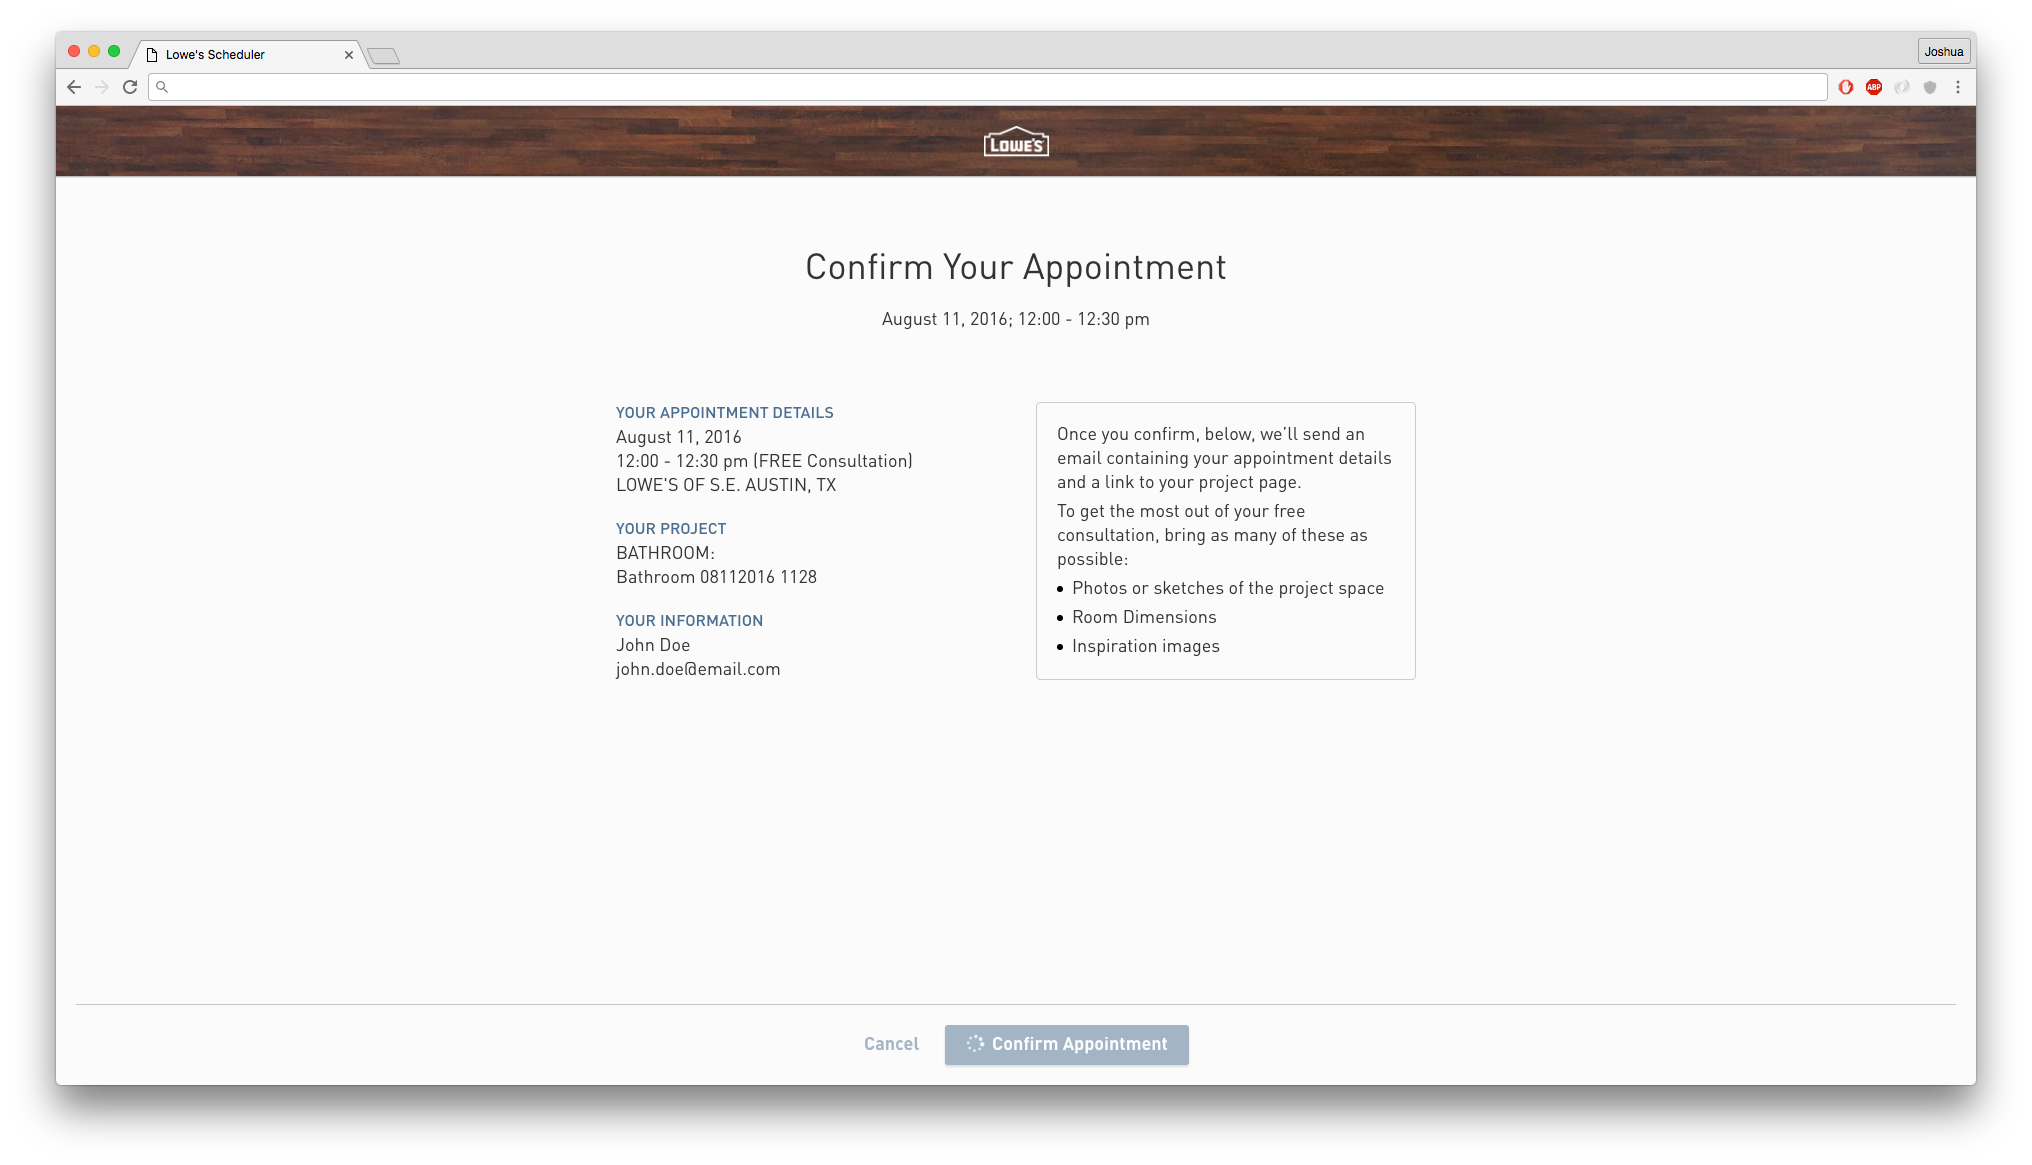 Lowe's Scheduler
Joshua
ABP
LOWE'S
Confirm Your Appointment
August 11, 2016; 12:00 - 12:30 pm
YOUR APPOINTMENT DETAILS
August 11, 2016
12:00 - 12:30 pm (FREE Consultation)
LOWE'S OF S.E. AUSTIN, TX
YOUR PROJECT
BATHROOM:
Bathroom 08112016 1128
YOUR INFORMATION
John Doe
john.doe@email.com
Once you confirm, below, we’ll send an
email containing your appointment details
and a link to your project page.
To get the most out of your free
consultation, bring as many of these as
possible:
• Photos or sketches of the project space
• Room Dimensions
• Inspiration images
Cancel
Confirm Appointment